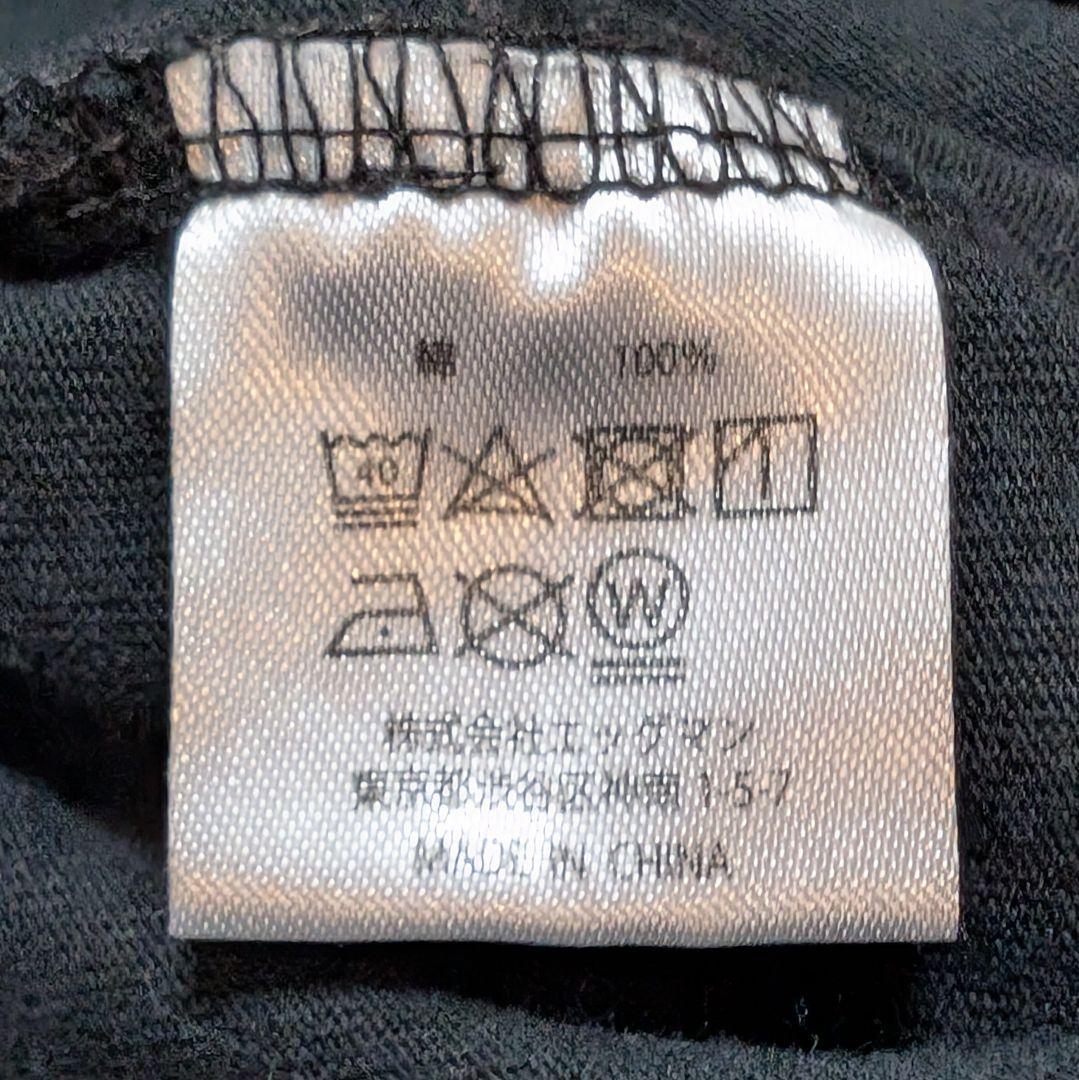 綿 100%
40
W
株式会社エッグマン
東京都渋谷区神南1-5-7
MADE IN CHINA